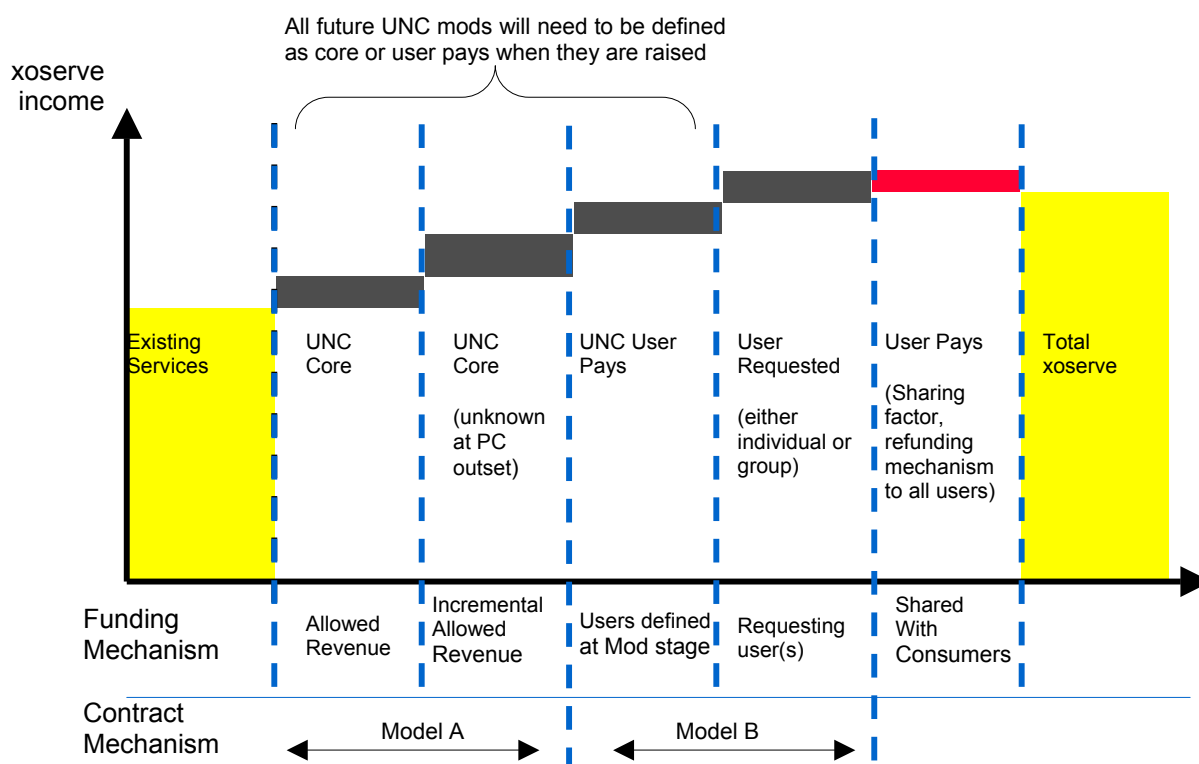 All future UNC mods will need to be defined
as core or user pays when they are raised
xoserve
income
Existing
Services
UNC
Core
UNC
Core
(unknown
at PC
outset)
UNC User
Pays
User
Requested
(either
individual or
group)
User Pays
(Sharing
factor,
refunding
mechanism
to all users)
Total
xoserve
Funding
Mechanism
Allowed
Revenue
Incremental
Allowed
Revenue
Users defined
at Mod stage
Requesting
user(s)
Shared
With
Consumers
Contract
Mechanism
Model A
Model B